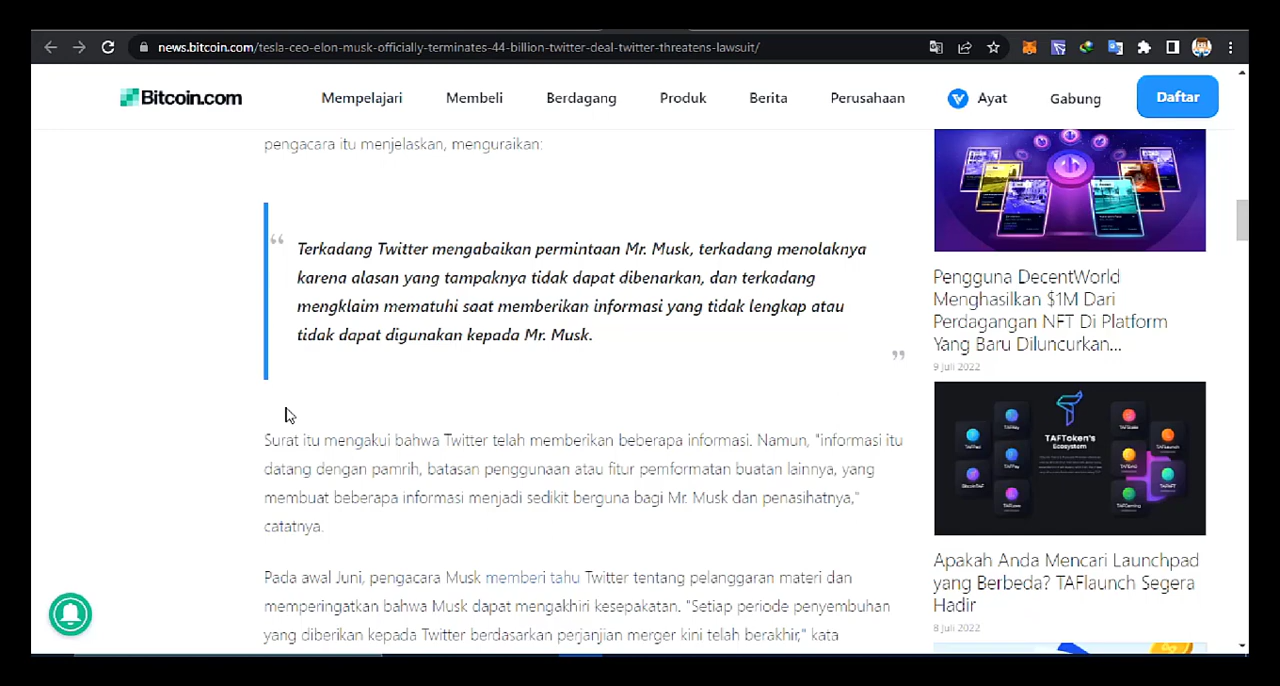 news.bitcoin.com/tesla-ceo-elon-musk-officially-terminates-44-billion-twitter-deal-twitter-threatens-lawsuit/
Bitcoin.com
Mempelajari
Membeli
Berdagang
Produk
Berita
Perusahaan
Ayat
Gabung
Daftar
pengacara itu menjelaskan, menguraikan:
“
Terkadang Twitter mengabaikan permintaan Mr. Musk, terkadang menolaknya
karena alasan yang tampaknya tidak dapat dibenarkan, dan terkadang
mengklaim mematuhi saat memberikan informasi yang tidak lengkap atau
tidak dapat digunakan kepada Mr. Musk.
”
Surat itu mengakui bahwa Twitter telah memberikan beberapa informasi. Namun, "informasi itu
datang dengan pamrih, batasan penggunaan atau fitur pemformatan buatan lainnya, yang
membuat beberapa informasi menjadi sedikit berguna bagi Mr. Musk dan penasihatnya,"
catatnya.
Pada awal Juni, pengacara Musk memberi tahu Twitter tentang pelanggaran materi dan
memperingatkan bahwa Musk dapat mengakhiri kesepakatan. "Setiap periode penyembuhan
yang diberikan kepada Twitter berdasarkan perjanjian merger kini telah berakhir," kata
Pengguna DecentWorld
Menghasilkan $1M Dari
Perdagangan NFT Di Platform
Yang Baru Diluncurkan...
9 Juli 2022
TAFToken's
Ecosystem
Apakah Anda Mencari Launchpad
yang Berbeda? TAFlaunch Segera
Hadir
8 Juli 2022